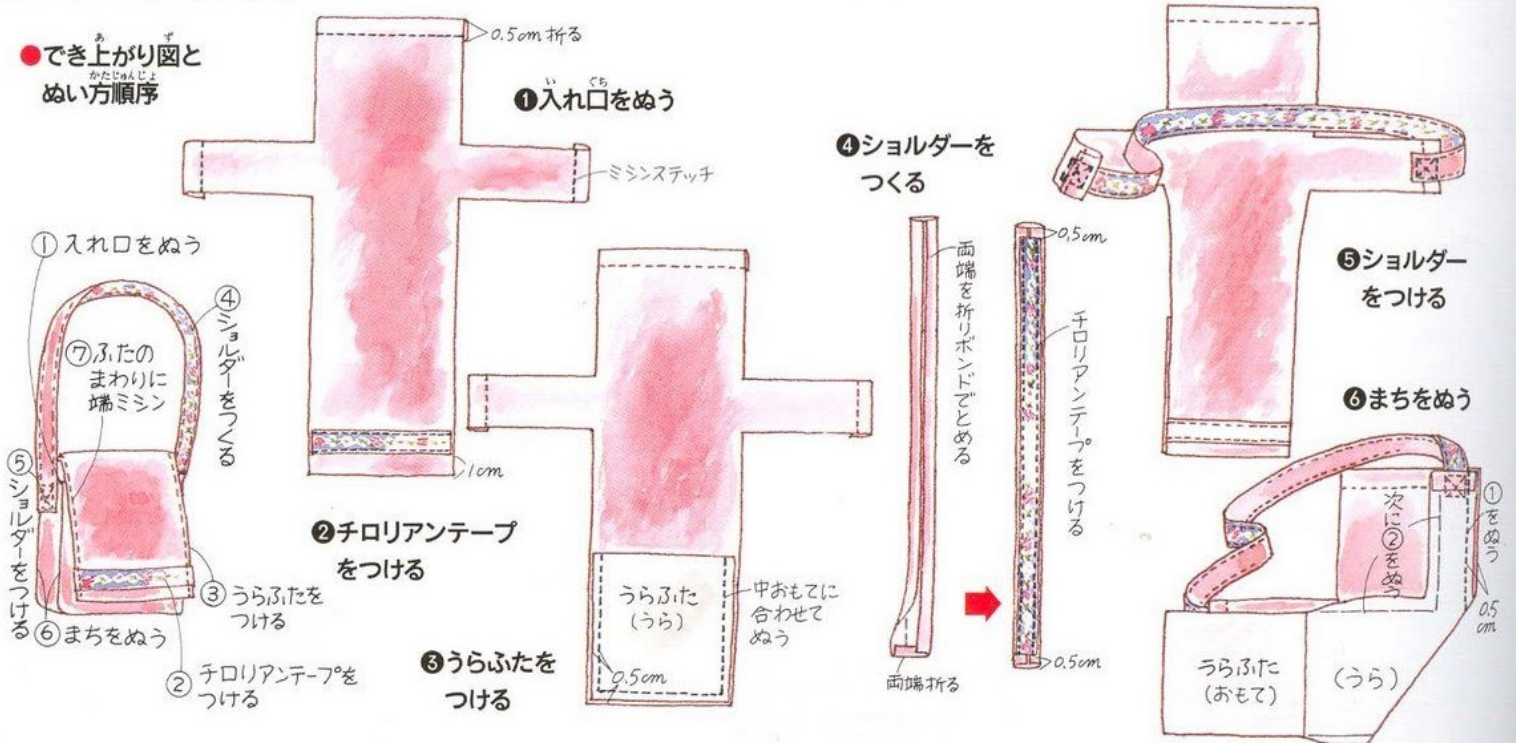 ●でき上がり図と
ぬい方順序
0.5cm折る
❶入れ口をぬう
ミシンステッチ
①入れ口をぬう
④ショルダーをつくる
⑦ふたの
まわりに
端ミシン
⑤ショルダーをつける
⑥まちをぬう
③うらふたを
つける
②チロリアンテープを
つける
1cm
❷チロリアンテープ
をつける
うらふた
(うら)
中おもてに
合わせて
ぬう
0.5cm
❸うらふたを
つける
❹ショルダーを
つくる
両端を折りボンドでとめる
両端折る
0.5cm
チロリアンテープをつける
0.5cm
❺ショルダー
をつける
❻まちをぬう
①をぬう
次に②をぬう
0.5
cm
うらふた
(おもて)
(うら)